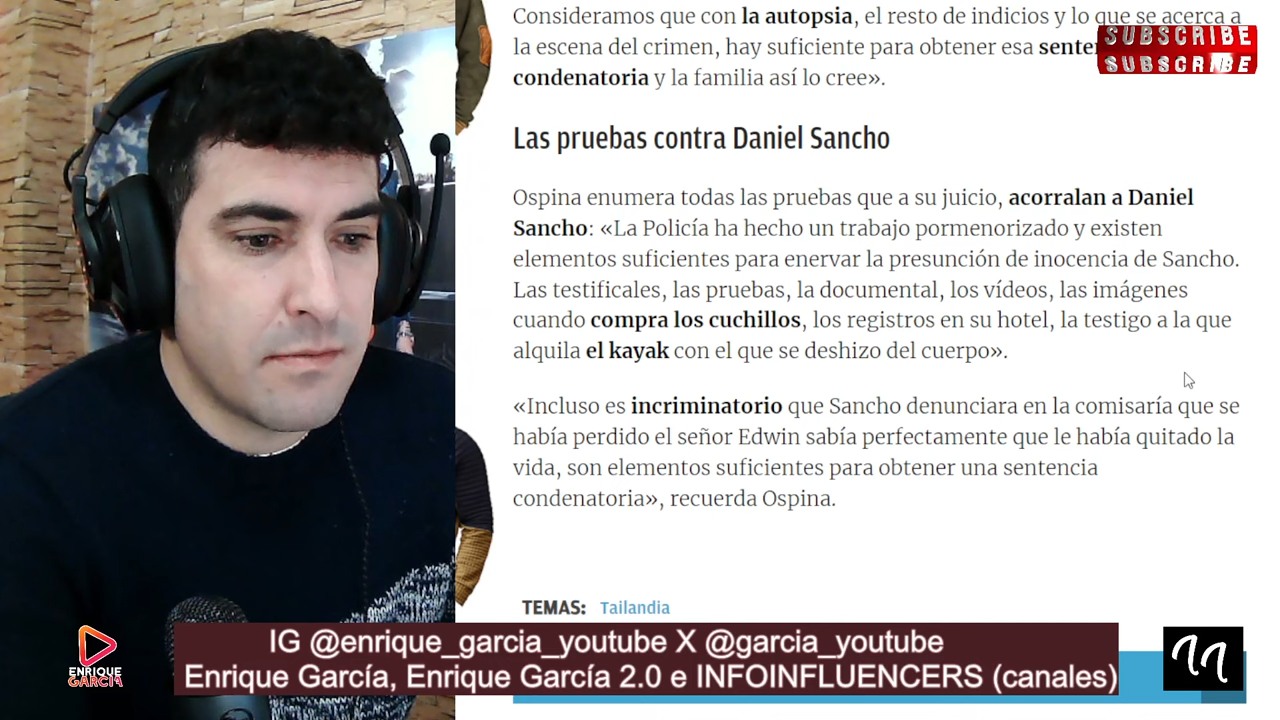 Consideramos que con la autopsia, el resto de indicios y lo que se acerca a
la escena del crimen, hay suficiente para obtener esa
condenatoria y la familia así lo cree».
SUBSCRIBE
SUBSCRIBE
Las pruebas contra Daniel Sancho
Ospina enumera todas las pruebas que a su juicio, acorralan a Daniel
Sancho: «La Policía ha hecho un trabajo pormenorizado y existen
elementos suficientes para enervar la presunción de inocencia de Sancho.
Las testificales, las pruebas, la documental, los vídeos, las imágenes
cuando compra los cuchillos, los registros en su hotel, la testigo a la que
alquila el kayak con el que se deshizo del cuerpo».
«Incluso es incriminatorio que Sancho denunciara en la comisaría que se
había perdido el señor Edwin sabía perfectamente que le había quitado la
vida, son elementos suficientes para obtener una sentencia
condenatoria», recuerda Ospina.
TEMAS: Tailandia
IG @enrique_garcia_youtube X @garcia_youtube
Enrique García, Enrique García 2.0 e INFOINFLUENCERS (canales)
ENRIQUE
GARCÍA